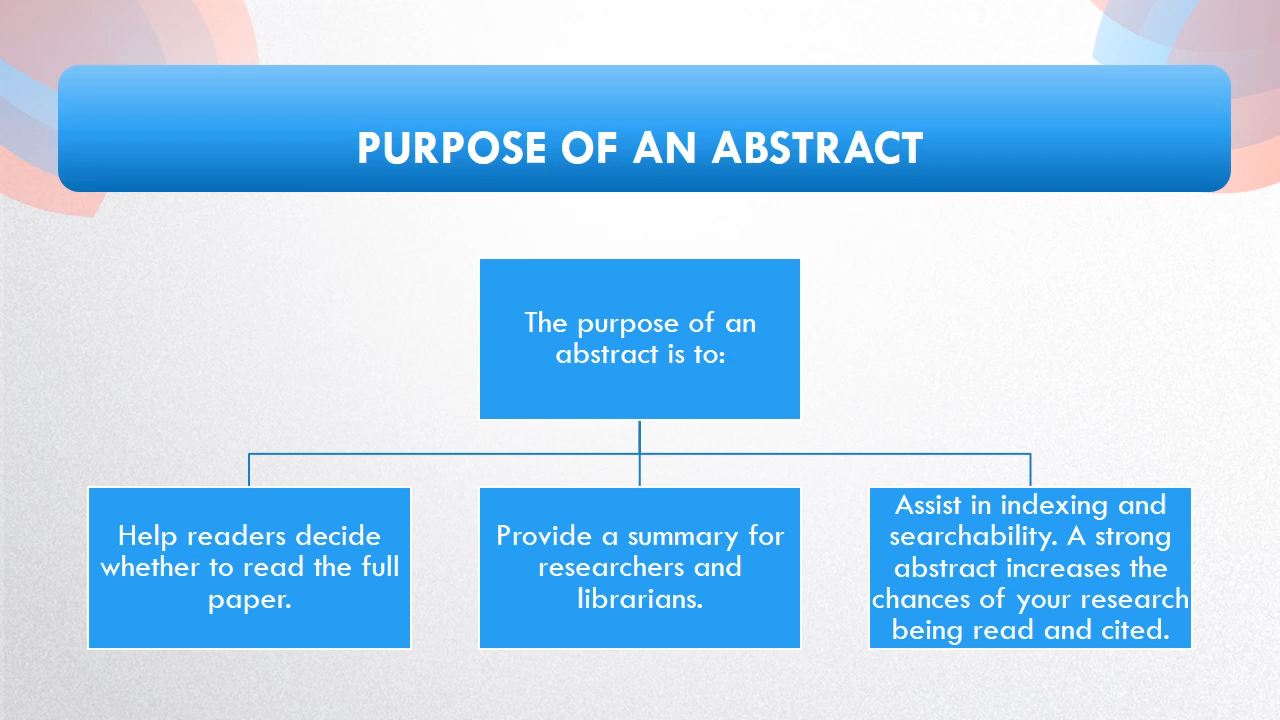 PURPOSE OF AN ABSTRACT
The purpose of an
abstract is to:
Help readers decide
whether to read the full
paper.
Provide a summary for
researchers and
librarians.
Assist in indexing and
searchability. A strong
abstract increases the
chances of your research
being read and cited.